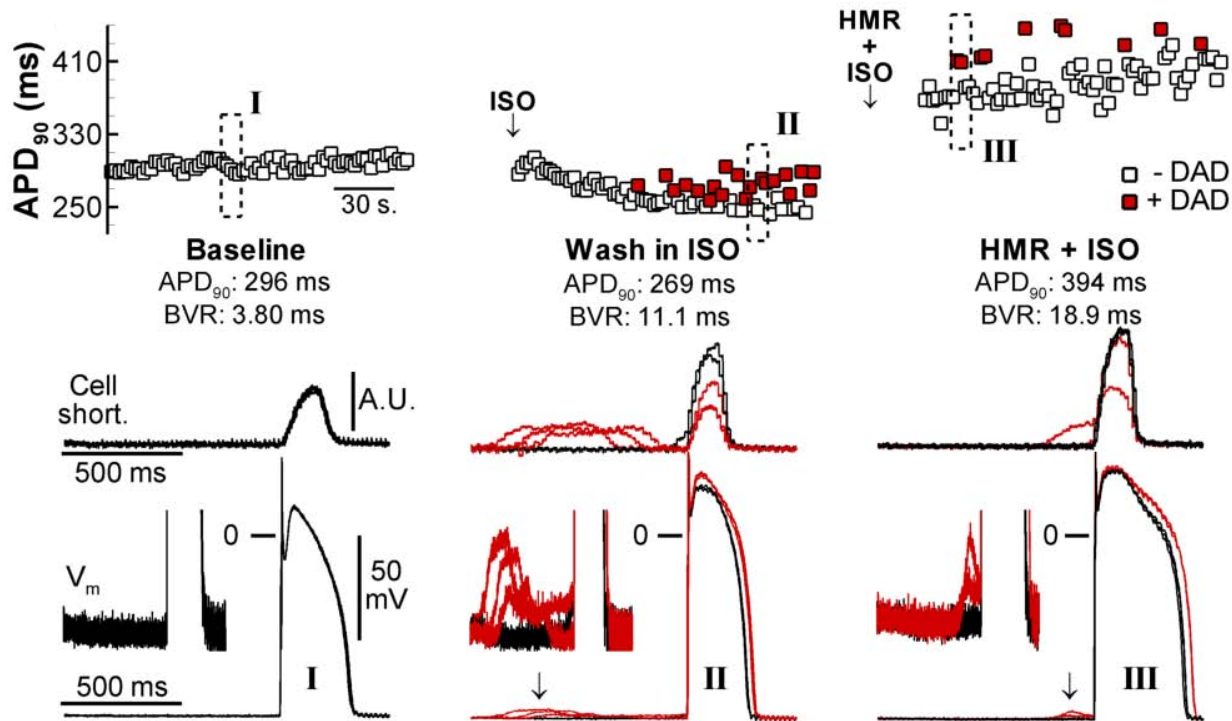 APD90 (ms)
410
330
250
I
30 s.
ISO
↓
II
HMR
+
ISO
↓
III
- DAD
+ DAD
Baseline
APD90: 296 ms
BVR: 3.80 ms
Wash in ISO
APD90: 269 ms
BVR: 11.1 ms
HMR + ISO
APD90: 394 ms
BVR: 18.9 ms
Cell
short.
A.U.
500 ms
0
Vm
50
mV
500 ms
I
0
↓
II
0
↓
III